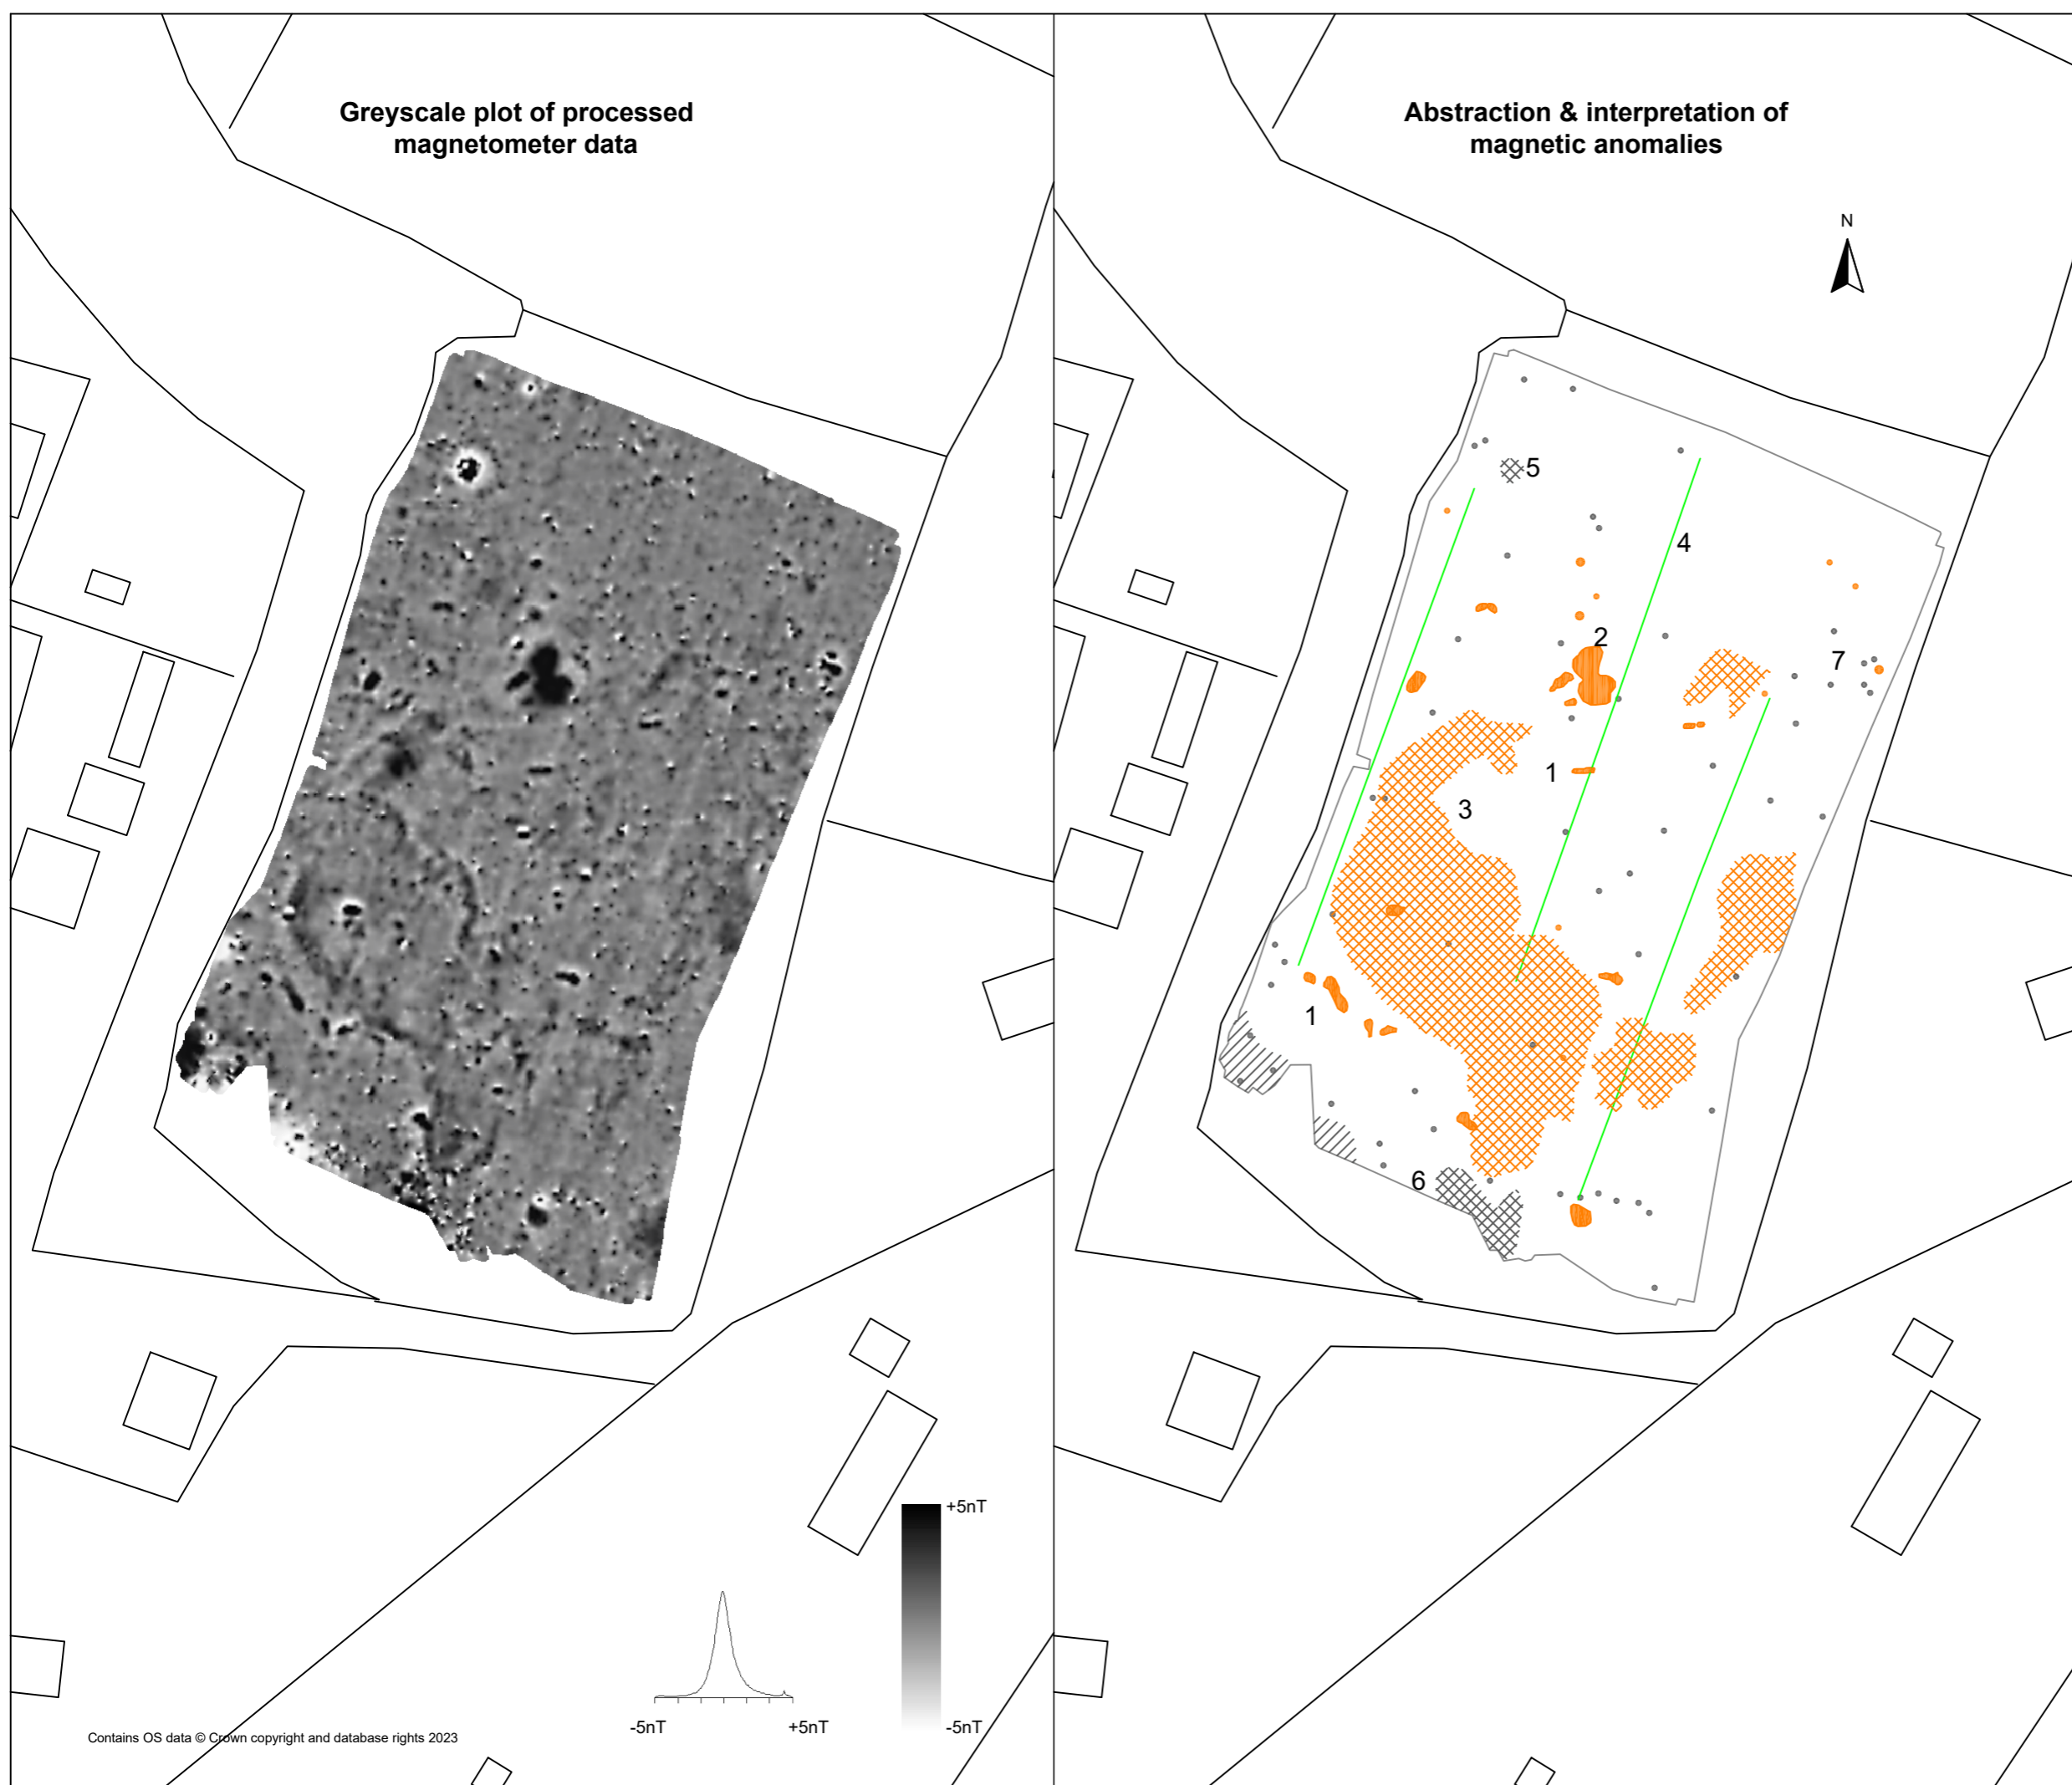 Greyscale plot of processed
magnetometer data
Abstraction & interpretation of
magnetic anomalies
N
5
4
2
7
1
3
1
6
+5nT
-5nT
-5nT
+5nT
Contains OS data © Crown copyright and database rights 2023